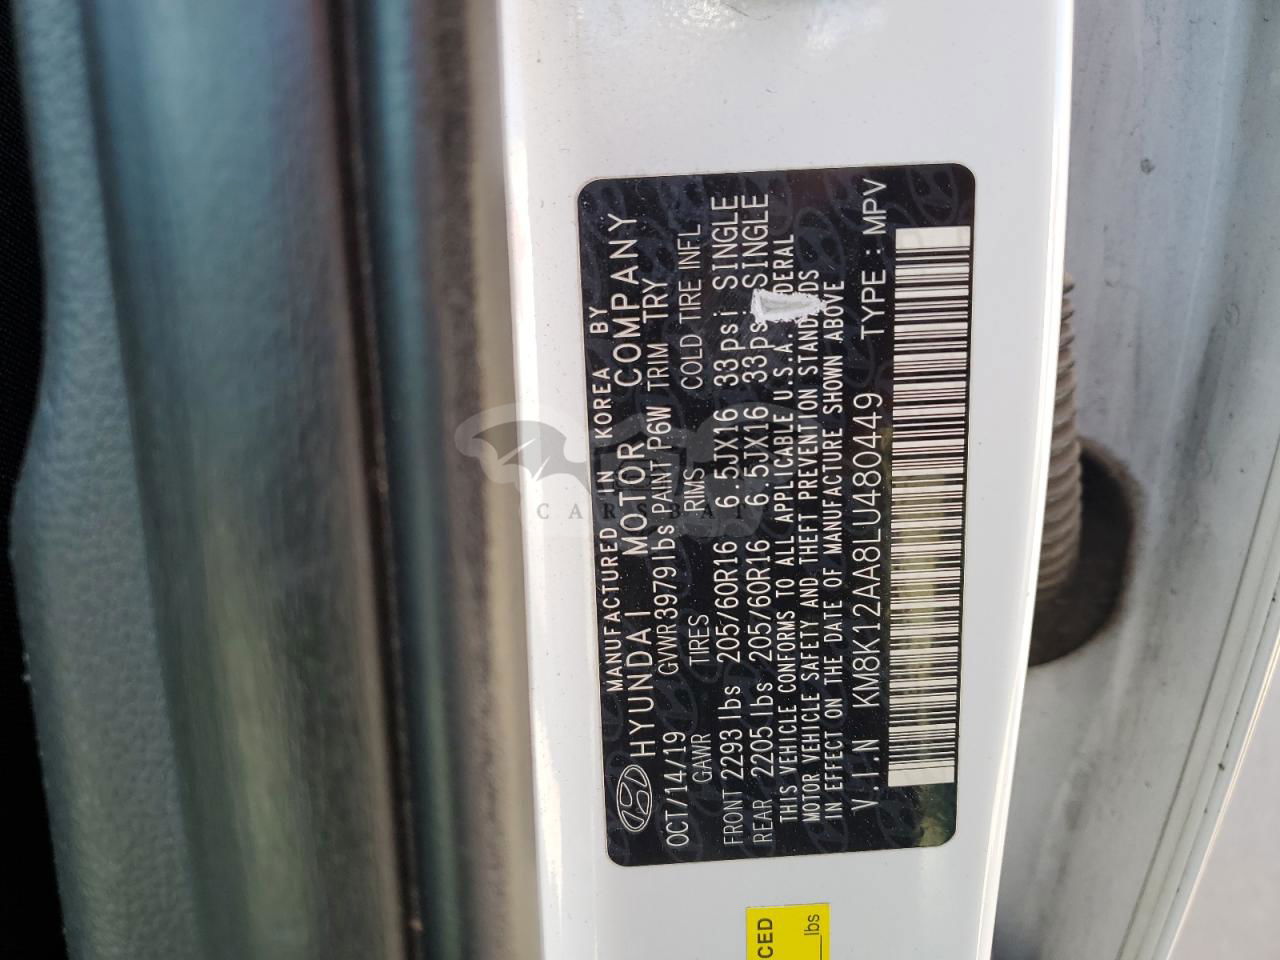 MANUFACTURED IN KOREA BY
HYUNDAI MOTOR COMPANY
OCT/14/19 GVWR 3979 lbs PAINT P6W TRIM TRY
GAWR TIRES RIMS COLD TIRE INFL
FRONT 2293 lbs 205/60R16 6.5JX16 33psi SINGLE
REAR 2205 lbs 205/60R16 6.5JX16 33psi SINGLE
THIS VEHICLE CONFORMS TO ALL APPLICABLE U.S.A.
MOTOR VEHICLE SAFETY AND THEFT PREVENTION
IN EFFECT ON THE DATE OF MANUFACTURE SHOWN ABOVE
V.I.N KM8K12AA8LU480449 TYPE : MPV
CED
lbs